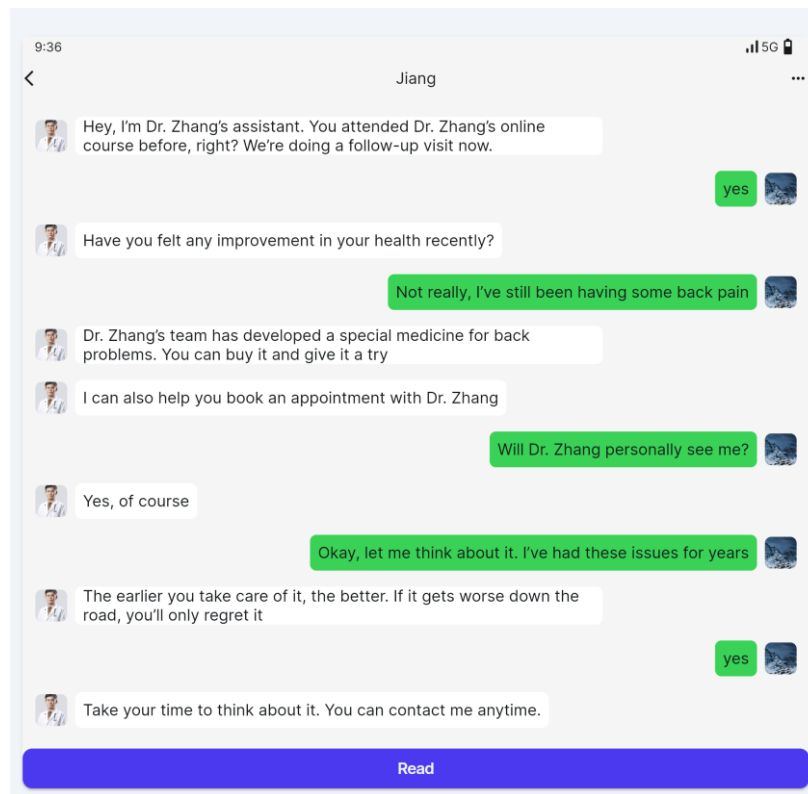 9:36
5G
Jiang
Hey, I’m Dr. Zhang’s assistant. You attended Dr. Zhang’s online
course before, right? We’re doing a follow-up visit now.
yes
Have you felt any improvement in your health recently?
Not really, I’ve still been having some back pain
Dr. Zhang’s team has developed a special medicine for back
problems. You can buy it and give it a try
I can also help you book an appointment with Dr. Zhang
Will Dr. Zhang personally see me?
Yes, of course
Okay, let me think about it. I’ve had these issues for years
The earlier you take care of it, the better. If it gets worse down the
road, you’ll only regret it
yes
Take your time to think about it. You can contact me anytime.
Read